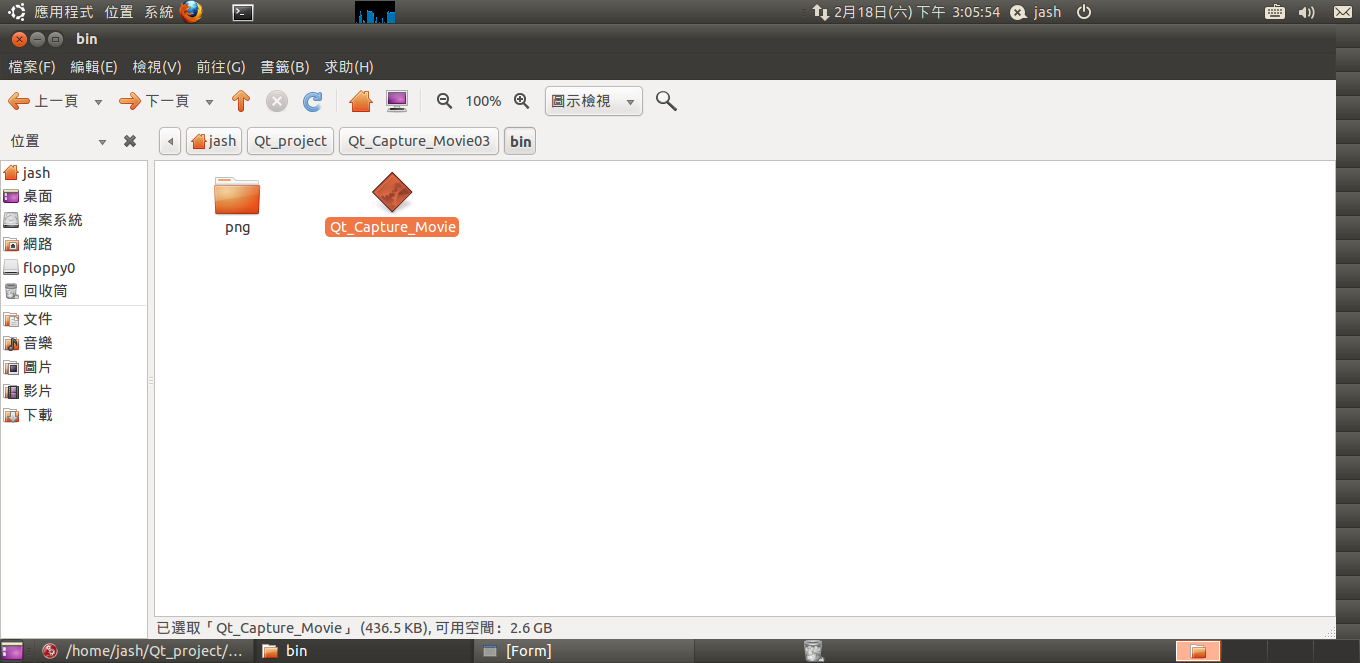 應用程式 位置 系統 2月18日(六) 下午 3:05:54 jash
bin
檔案(F) 編輯(E) 檢視(V) 前往(G) 書籤(B) 求助(H)
上一頁 下一頁 100% 圖示檢視
位置 jash Qt_project Qt_Capture_Movie03 bin
jash
桌面
檔案系統
網路
floppy0
回收筒
文件
音樂
圖片
影片
下載
png
Qt_Capture_Movie
已選取「Qt_Capture_Movie」(436.5 KB), 可用空間: 2.6 GB
/home/jash/Qt_project/... bin [Form]